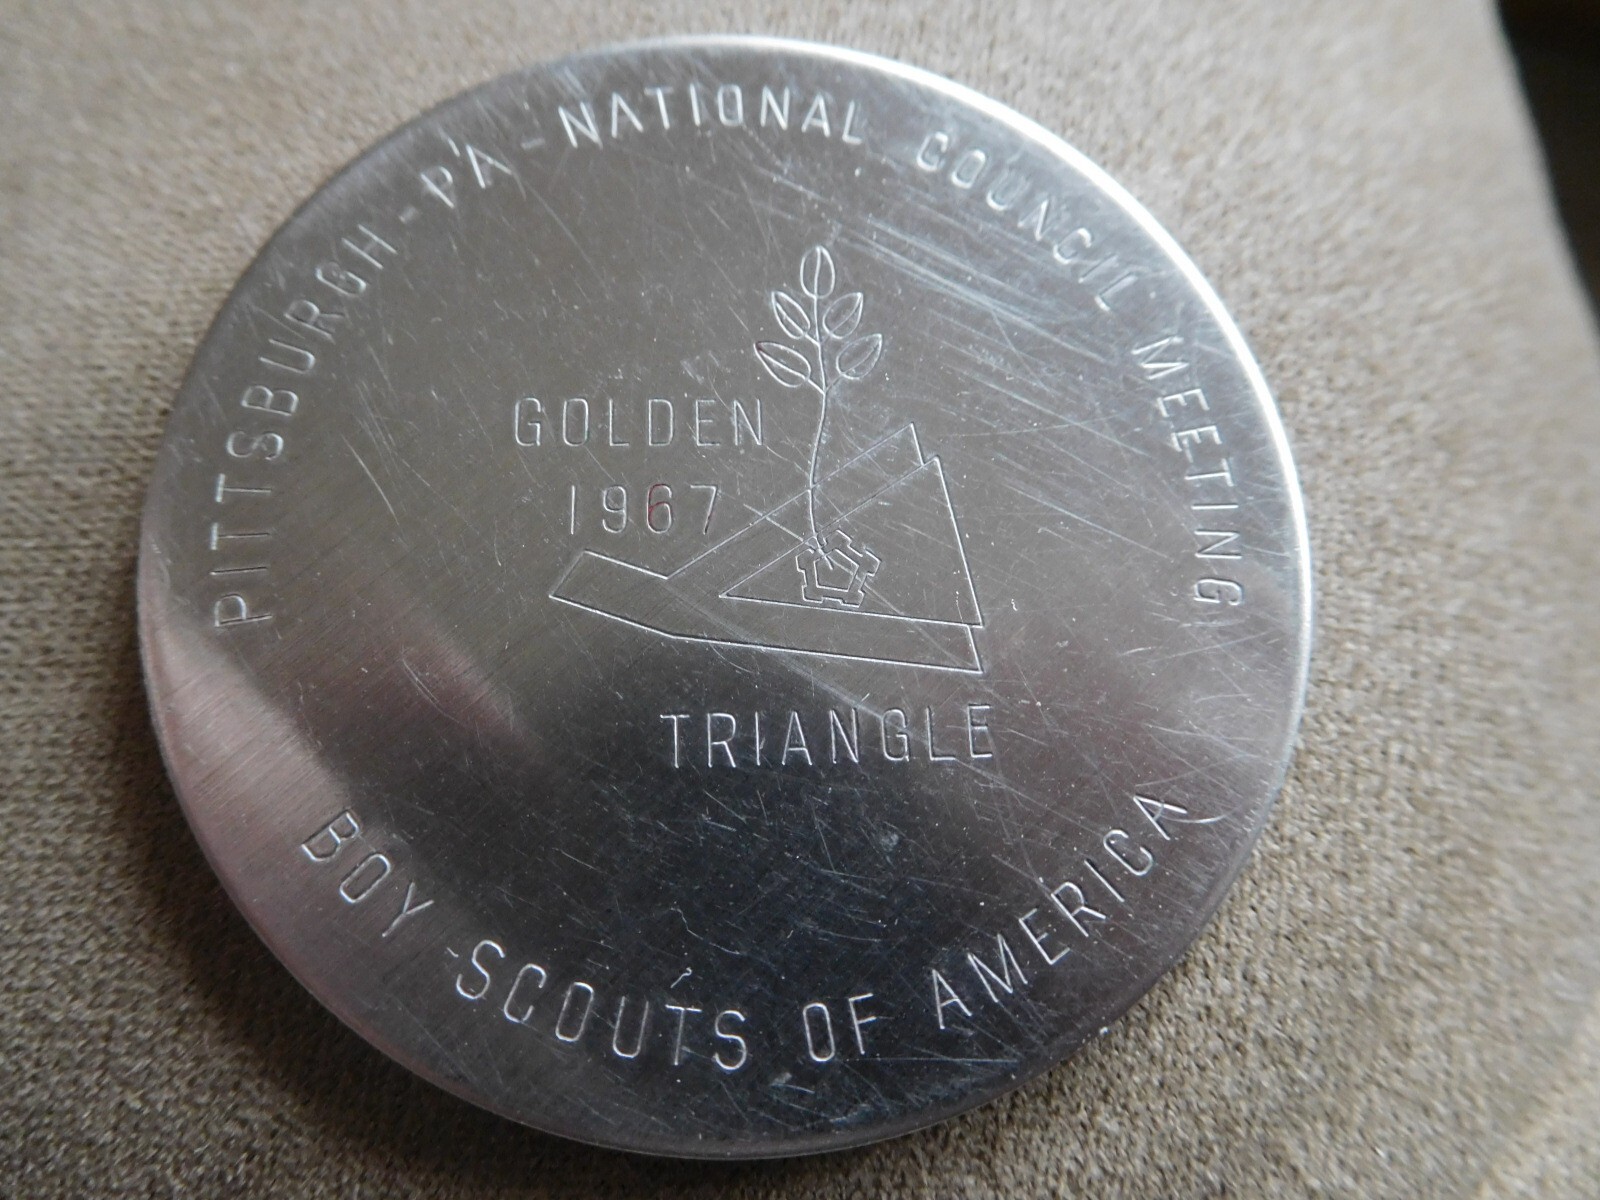 PITTSBURGH - PA - NATIONAL COUNCIL MEETING
GOLDEN
1967
TRIANGLE
BOY SCOUTS OF AMERICA